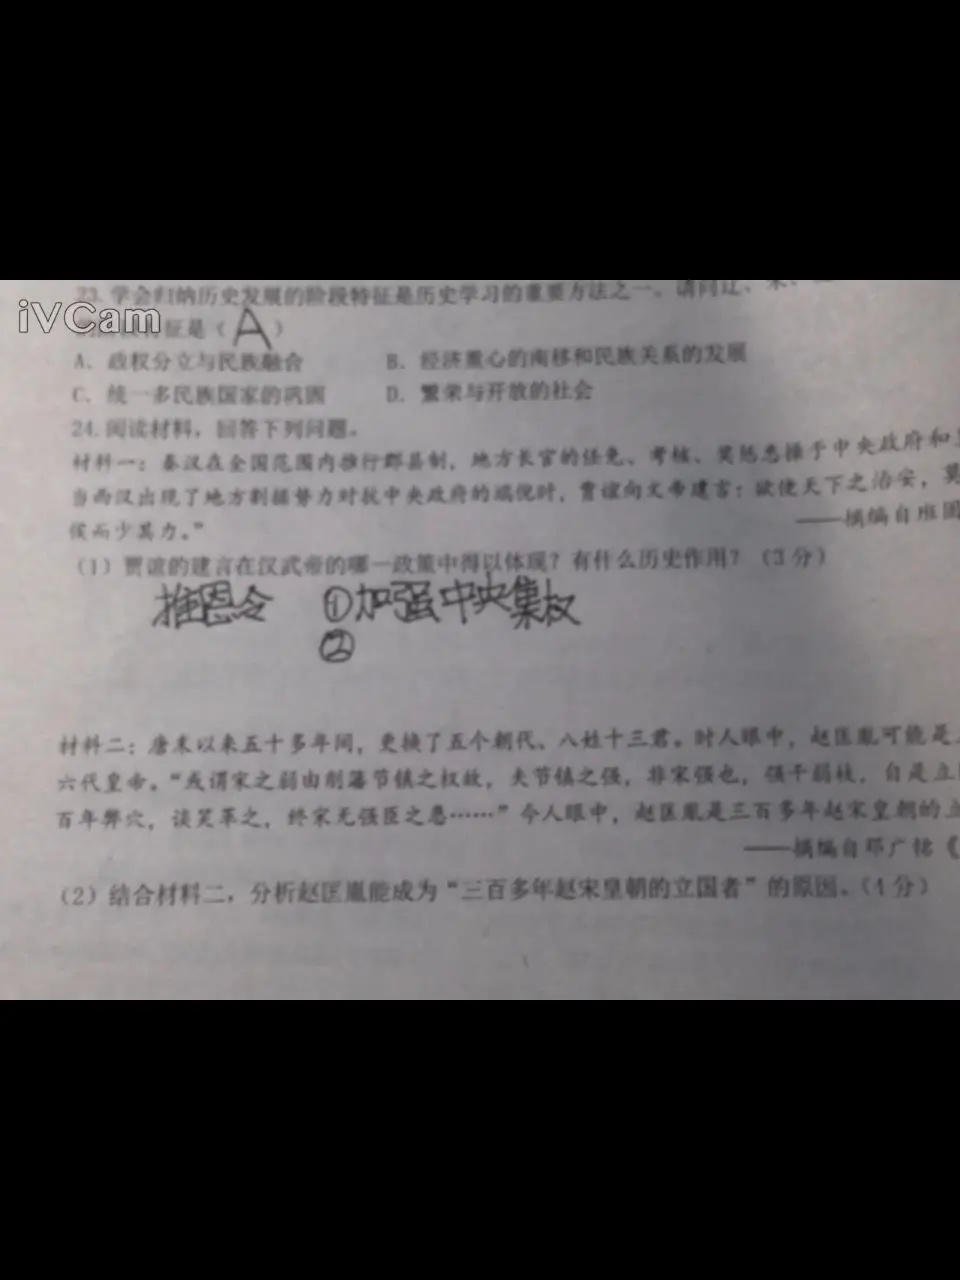 iVCam
23. 学会归纳历史发展的阶段特征是历史学习的重要方法之一。请问辽、宋、
特征是（ A ）
A. 政权分立与民族融合 B. 经济重心的南移和民族关系的发展
C. 统一多民族国家的巩固 D. 繁荣与开放的社会
24. 阅读材料，回答下列问题。
材料一：秦汉在全国范围内推行郡县制，地方长官的任免、考核、奖惩悉操于中央政府和
当西汉出现了地方割据势力对抗中央政府的端倪时，贾谊向文帝建言：欲使天下之治安，莫
侯而少其力。”
——摘编自班固
（1）贾谊的建言在汉武帝的哪一政策中得以体现？有什么历史作用？（3分）
推恩令 ①加强中央集权
②
材料二：唐末以来五十多年间，更换了五个朝代、八姓十三君。时人眼中，赵匡胤可能是
六代皇帝。“或谓宋之弱由削藩节镇之权故，夫节镇之强，非宋强也，强干弱枝，自是立
百年弊穴，谈笑革之，终宋无强臣之患……”今人眼中，赵匡胤是三百多年赵宋皇朝的立
——摘编自邓广铭《
（2）结合材料二，分析赵匡胤能成为“三百多年赵宋皇朝的立国者”的原因。（4分）